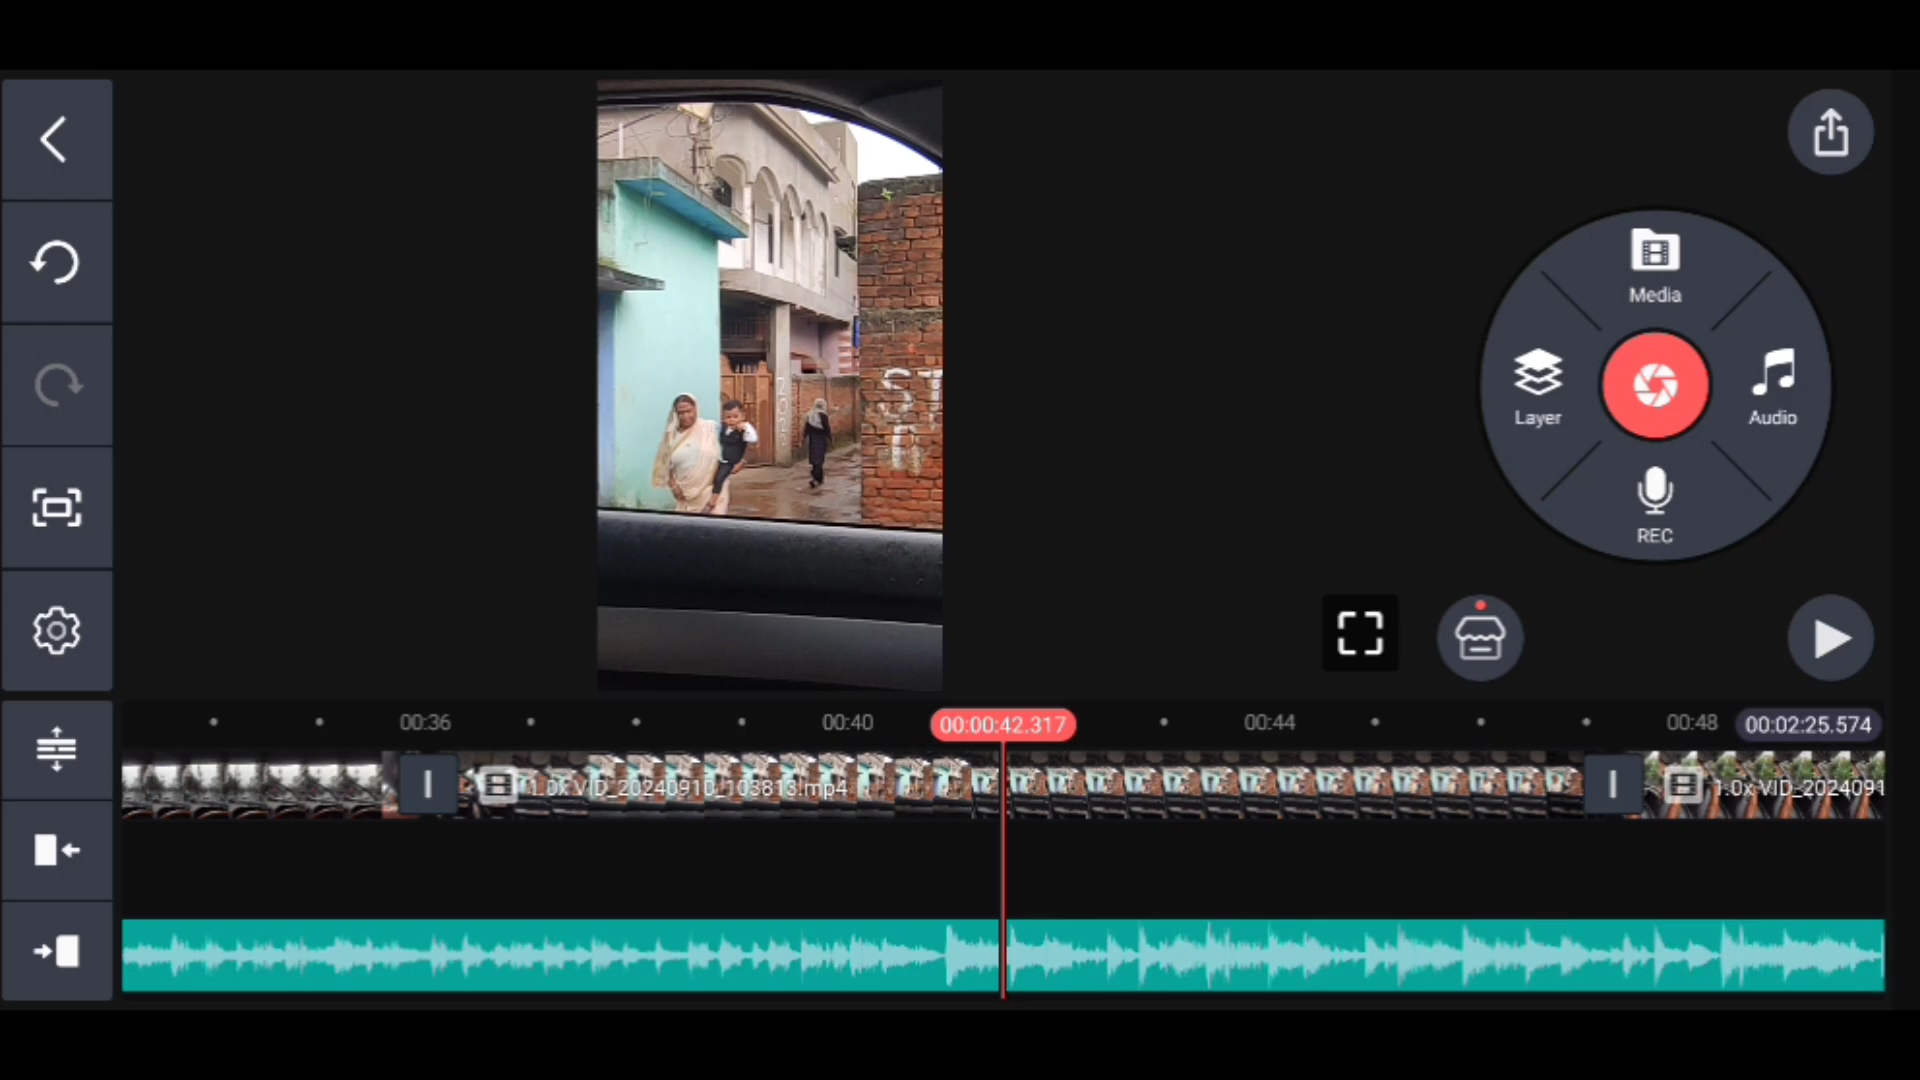 Media
Layer
Audio
REC
00:36
00:40
00:00:42.317
00:44
00:48
00:02:25.574
1.0x VID_20240910_103813.mp4
1.0x VID_2024091
ST